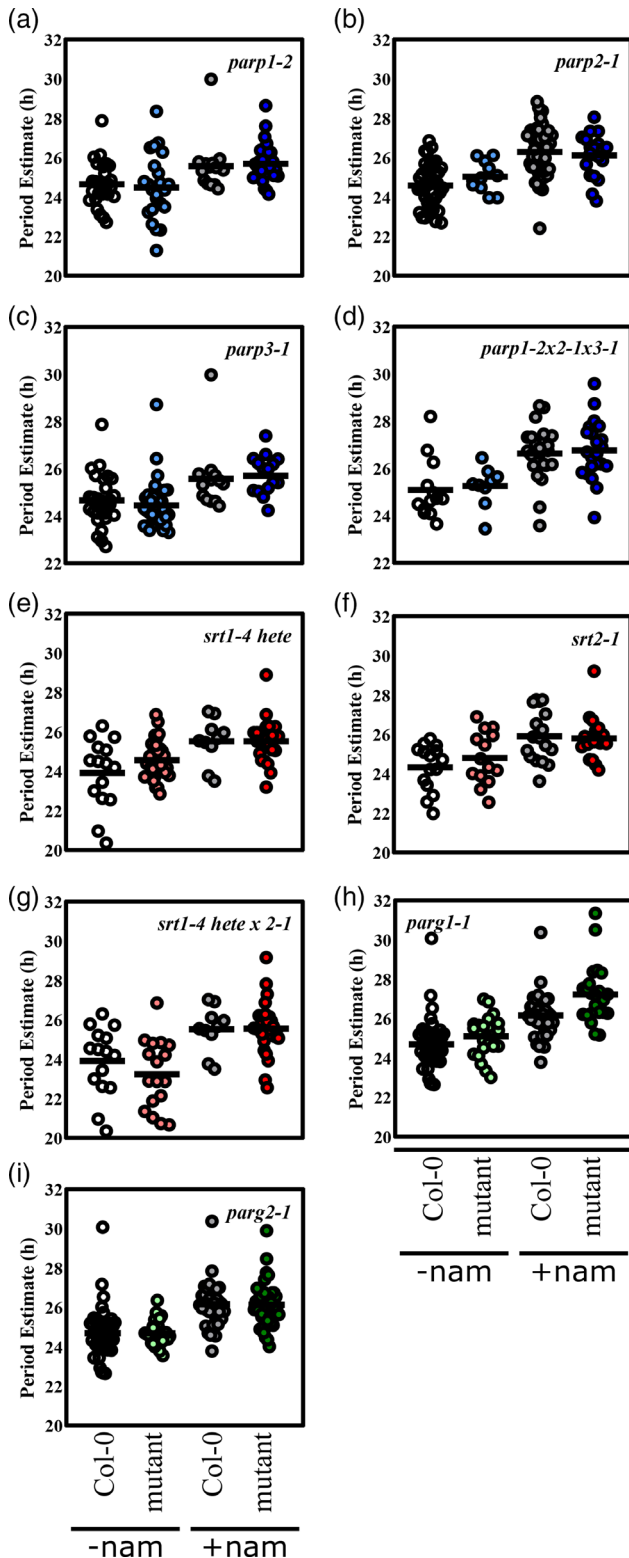 (a)
Period Estimate (h)
32
30
28
26
24
22
20
parp1-2
(b)
Period Estimate (h)
32
30
28
26
24
22
20
parp2-1
(c)
Period Estimate (h)
32
30
28
26
24
22
20
parp3-1
(d)
Period Estimate (h)
32
30
28
26
24
22
20
parp1-2x2-1x3-1
(e)
Period Estimate (h)
32
30
28
26
24
22
20
srt1-4 hete
(f)
Period Estimate (h)
32
30
28
26
24
22
20
srt2-1
(g)
Period Estimate (h)
32
30
28
26
24
22
20
srt1-4 hete x 2-1
(h)
Period Estimate (h)
32
30
28
26
24
22
20
parg1-1
Col-0
mutant
Col-0
mutant
-nam
+nam
(i)
Period Estimate (h)
32
30
28
26
24
22
20
parg2-1
Col-0
mutant
Col-0
mutant
-nam
+nam